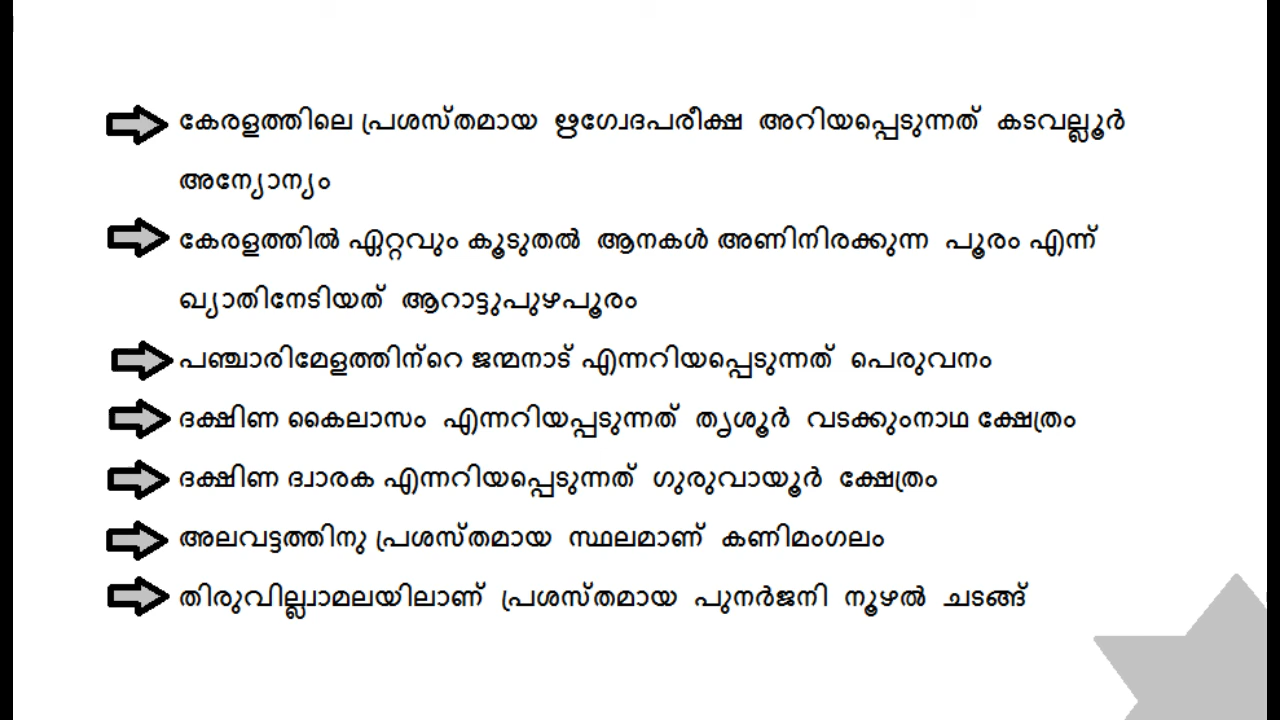 കേരളത്തിലെ പ്രശസ്തമായ ഋഗ്വേദപരീക്ഷ അറിയപ്പെടുന്നത് കടവല്ലൂർ
അന്യോന്യം
കേരളത്തിൽ ഏറ്റവും കൂടുതൽ ആനകൾ അണിനിരക്കുന്ന പൂരം എന്ന്
ഖ്യാതിനേടിയത് ആറാട്ടുപുഴപൂരം
പഞ്ചാരിമേളത്തിന്റെ ജന്മനാട് എന്നറിയപ്പെടുന്നത് പെരുവനം
ദക്ഷിണ കൈലാസം എന്നറിയപ്പടുന്നത് തൃശൂർ വടക്കുംനാഥ ക്ഷേത്രം
ദക്ഷിണ ദ്വാരക എന്നറിയപ്പെടുന്നത് ഗുരുവായൂർ ക്ഷേത്രം
അലവട്ടത്തിനു പ്രശസ്തമായ സ്ഥലമാണ് കണിമംഗലം
തിരുവില്ല്വാമലയിലാണ് പ്രശസ്തമായ പുനർജനി നൂഴൽ ചടങ്ങ്